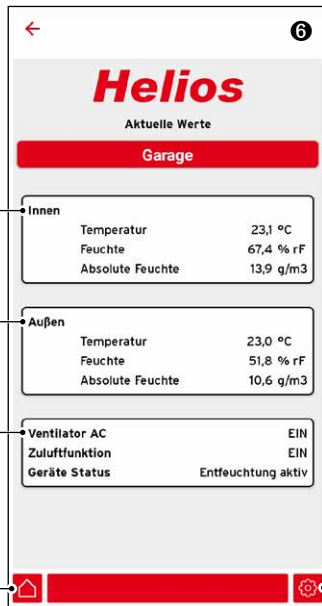 ❻
Helios
Aktuelle Werte
Garage
Innen
Temperatur 23,1 °C
Feuchte 67,4 % rF
Absolute Feuchte 13,9 g/m3
Außen
Temperatur 23,0 °C
Feuchte 51,8 % rF
Absolute Feuchte 10,6 g/m3
Ventilator AC EIN
Zuluftfunktion EIN
Geräte Status Entfeuchtung aktiv